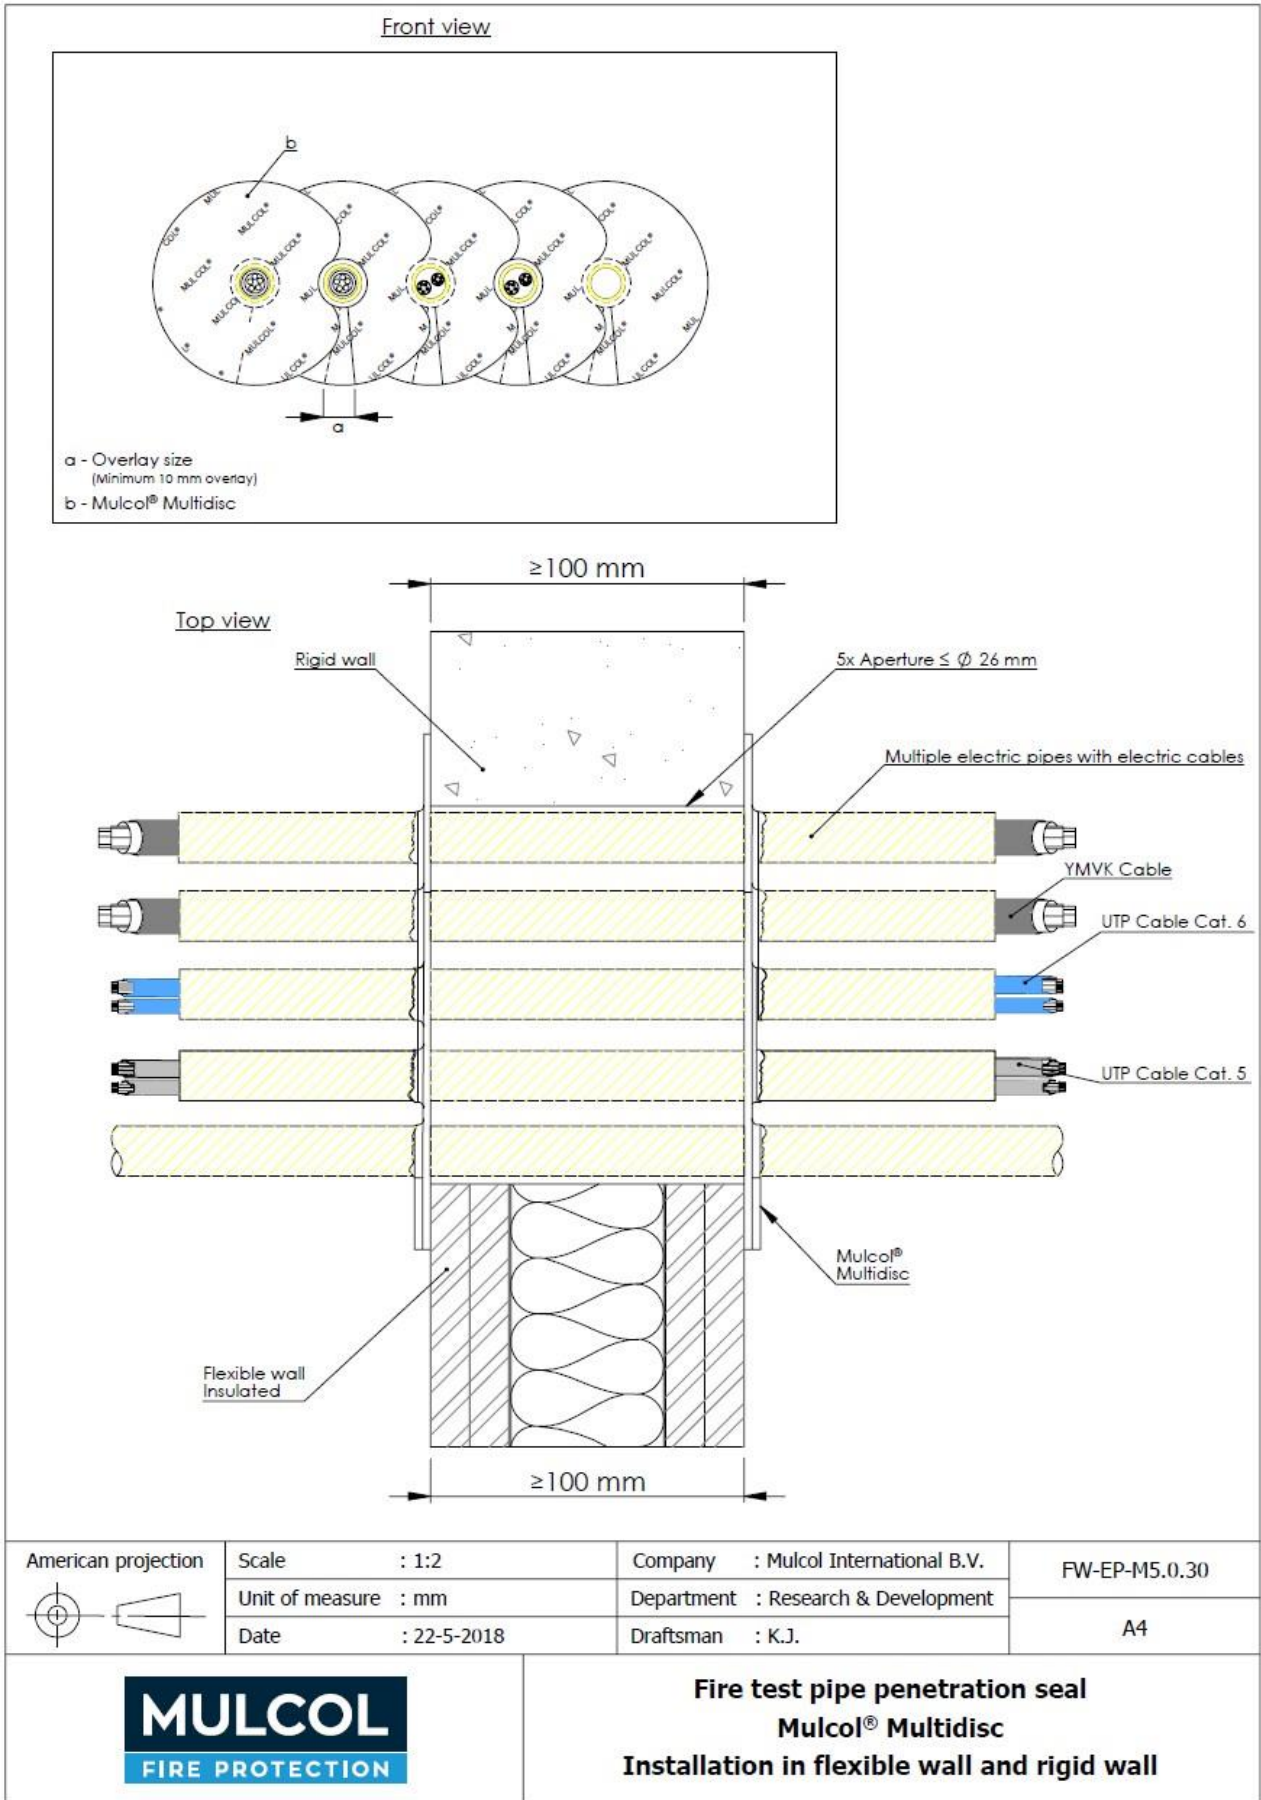 Front view
b
MULCOL®
a
a - Overlay size
(Minimum 10 mm overlay)
b - Mulcol® Multidisc
≥100 mm
Top view
Rigid wall
5x Aperture ≤ Ø 26 mm
Multiple electric pipes with electric cables
YMVK Cable
UTP Cable Cat. 6
UTP Cable Cat. 5
Mulcol®
Multidisc
Flexible wall
Insulated
≥100 mm
American projection
Scale : 1:2
Company : Mulcol International B.V.
FW-EP-M5.0.30
Unit of measure : mm
Department : Research & Development
Date : 22-5-2018
Draftsman : K.J.
A4
MULCOL
FIRE PROTECTION
Fire test pipe penetration seal
Mulcol® Multidisc
Installation in flexible wall and rigid wall